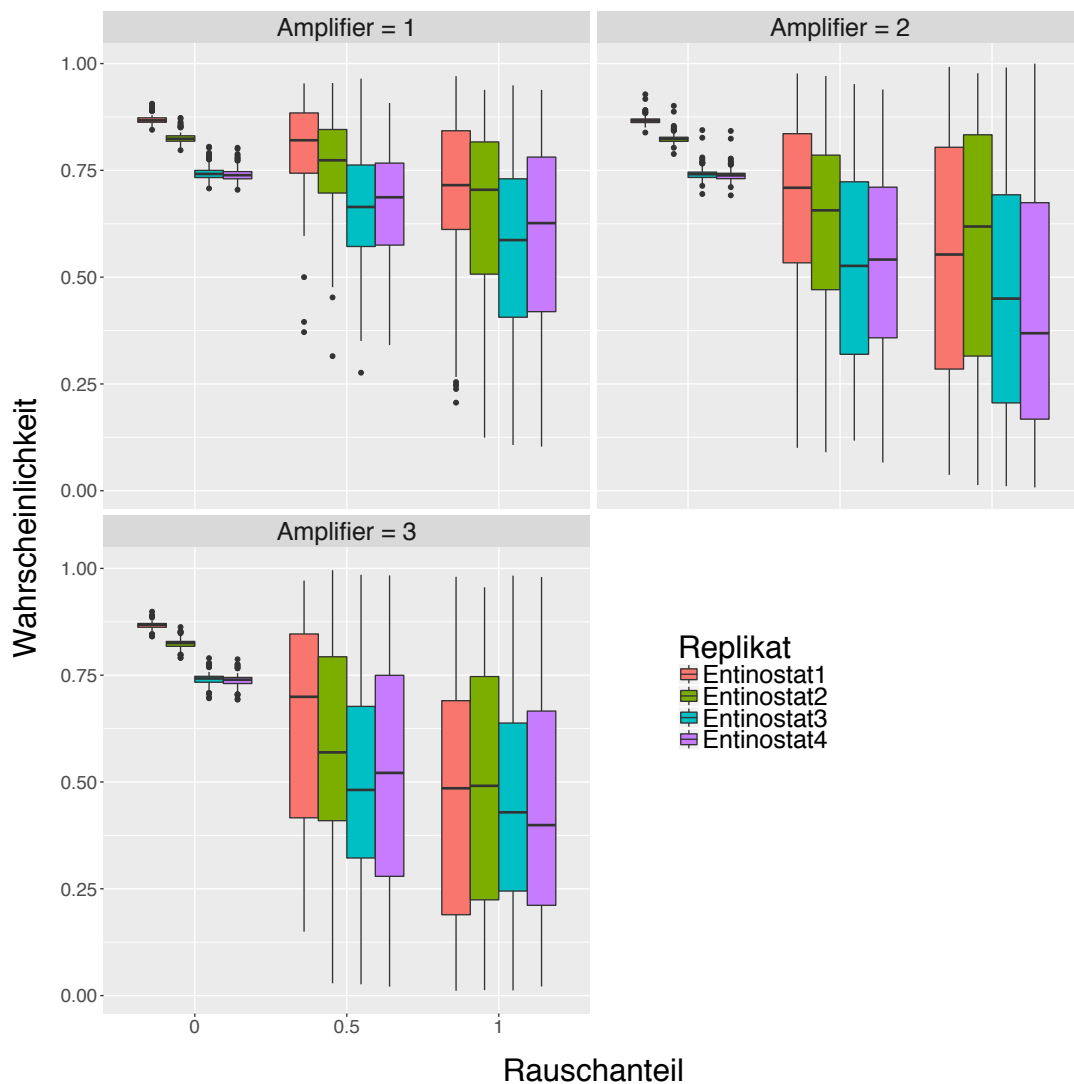 Amplifier = 1
Amplifier = 2
1.00
0.75
0.50
0.25
0.00
Amplifier = 3
1.00
0.75
0.50
0.25
0.00
0
0.5
1
Wahrscheinlichkeit
Rauschanteil
Replikat
Entinostat1
Entinostat2
Entinostat3
Entinostat4